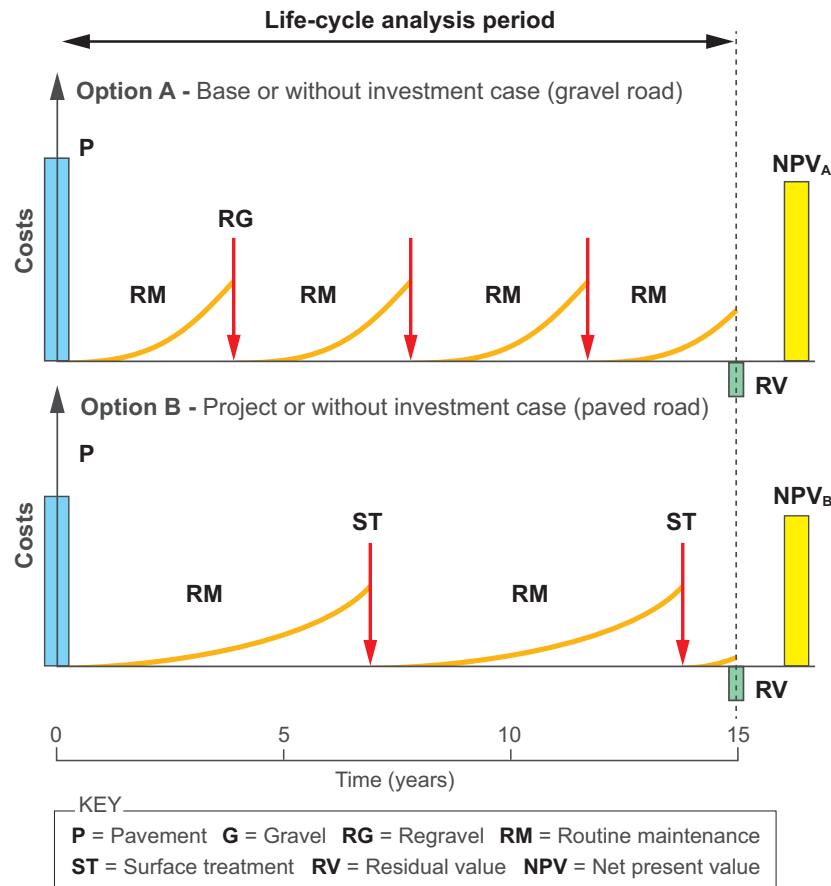 Life-cycle analysis period
Option A - Base or without investment case (gravel road)
P
NPVA
RG
Costs
RM RM RM RM
RV
Option B - Project or without investment case (paved road)
P
NPVB
ST ST
Costs
RM RM
RV
0 5 10 15
Time (years)
KEY
P = Pavement G = Gravel RG = Regravel RM = Routine maintenance
ST = Surface treatment RV = Residual value NPV = Net present value